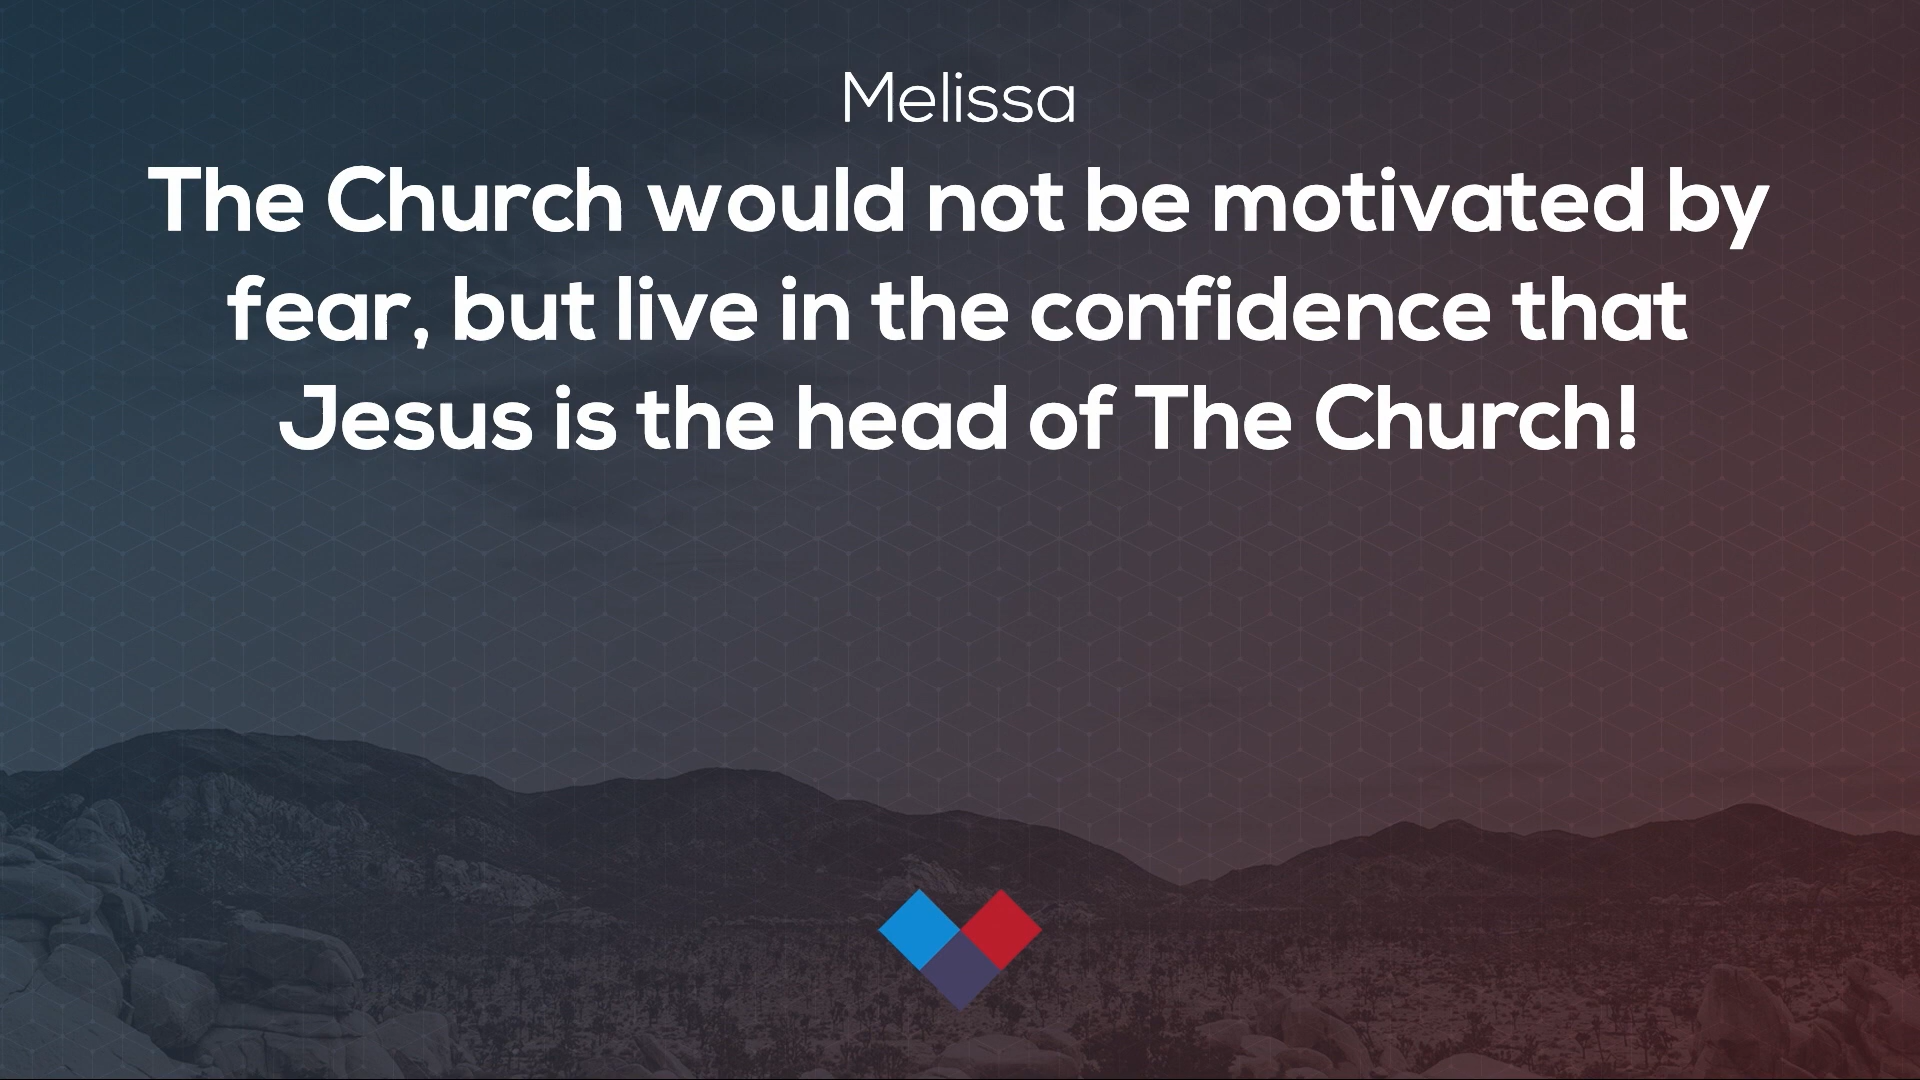 Melissa
The Church would not be motivated by
fear, but live in the confidence that
Jesus is the head of The Church!